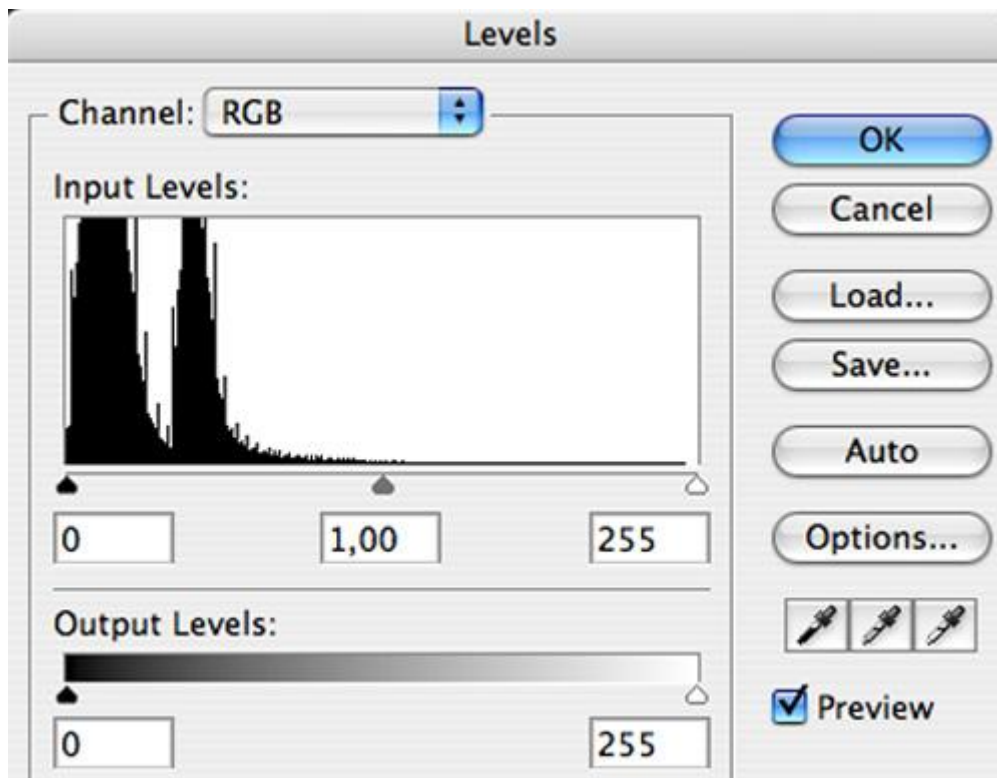 Levels
Channel: RGB
OK
Input Levels:
Cancel
Load...
Save...
Auto
0 1,00 255
Options...
Output Levels:
Preview
0 255